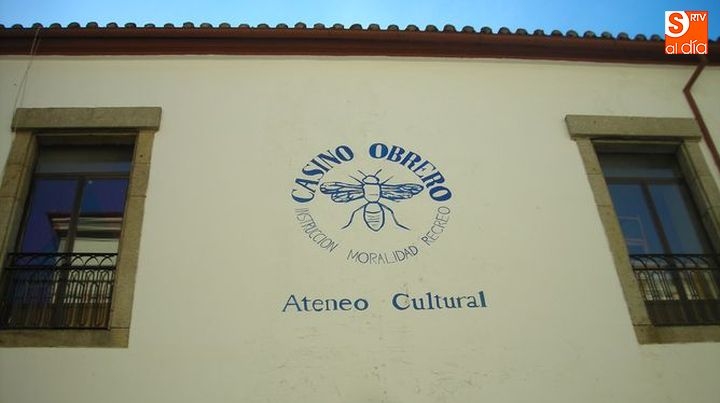 CASINO OBRERO
INSTRUCCION MORALIDAD RECREO
Ateneo Cultural
S RTV
al día